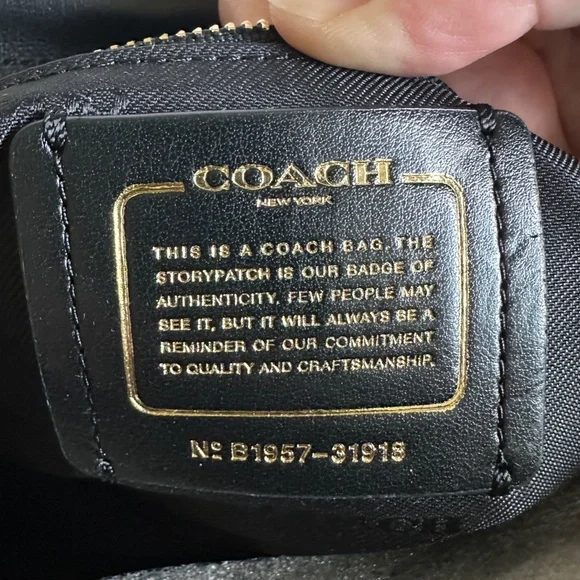 COACH
NEW YORK
THIS IS A COACH BAG. THE
STORYPATCH IS OUR BADGE OF
AUTHENTICITY. FEW PEOPLE MAY
SEE IT, BUT IT WILL ALWAYS BE A
REMINDER OF OUR COMMITMENT
TO QUALITY AND CRAFTSMANSHIP.
Nº B1957-31918
COACH